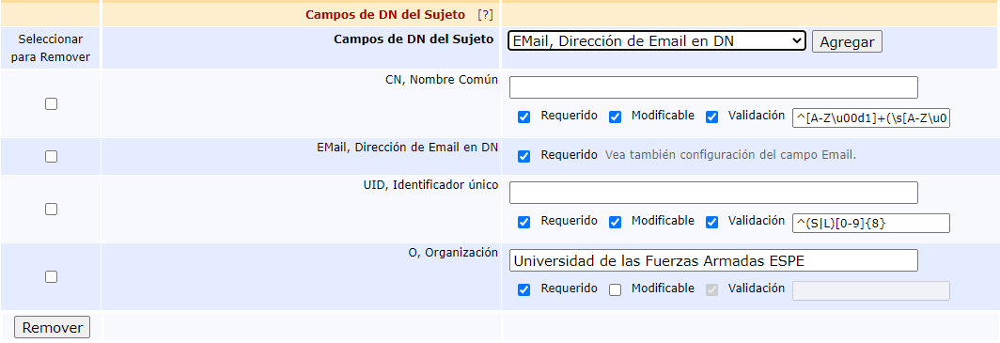 Campos de DN del Sujeto [?]
Seleccionar para Remover
Campos de DN del Sujeto
EMail, Dirección de Email en DN
Agregar
CN, Nombre Común
Requerido Modificable Validación ^[A-Z\u00d1]+(\s[A-Z\u0
EMail, Dirección de Email en DN
Requerido Vea también configuración del campo Email.
UID, Identificador único
Requerido Modificable Validación ^(S|L)[0-9]{8}
O, Organización
Universidad de las Fuerzas Armadas ESPE
Requerido Modificable Validación
Remover